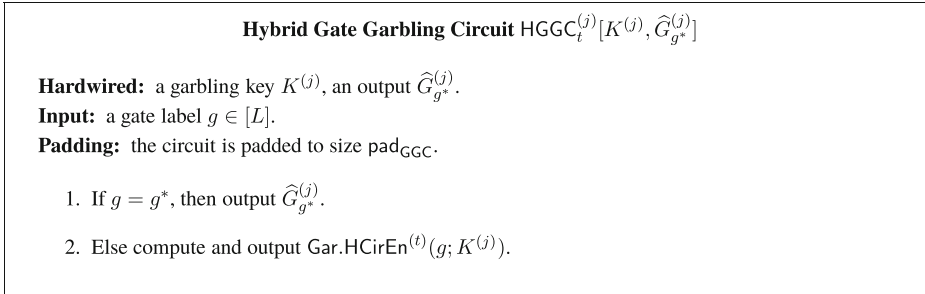 Hybrid Gate Garbling Circuit HGGC_t^{(j)}[K^{(j)}, \widehat{G}_{g^*}^{(j)}]
Hardwired: a garbling key K^{(j)}, an output \widehat{G}_{g^*}^{(j)}.
Input: a gate label g ∈ [L].
Padding: the circuit is padded to size pad_{GGC}.
1. If g = g^*, then output \widehat{G}_{g^*}^{(j)}.
2. Else compute and output Gar.HCirEn^{(t)}(g; K^{(j)}).